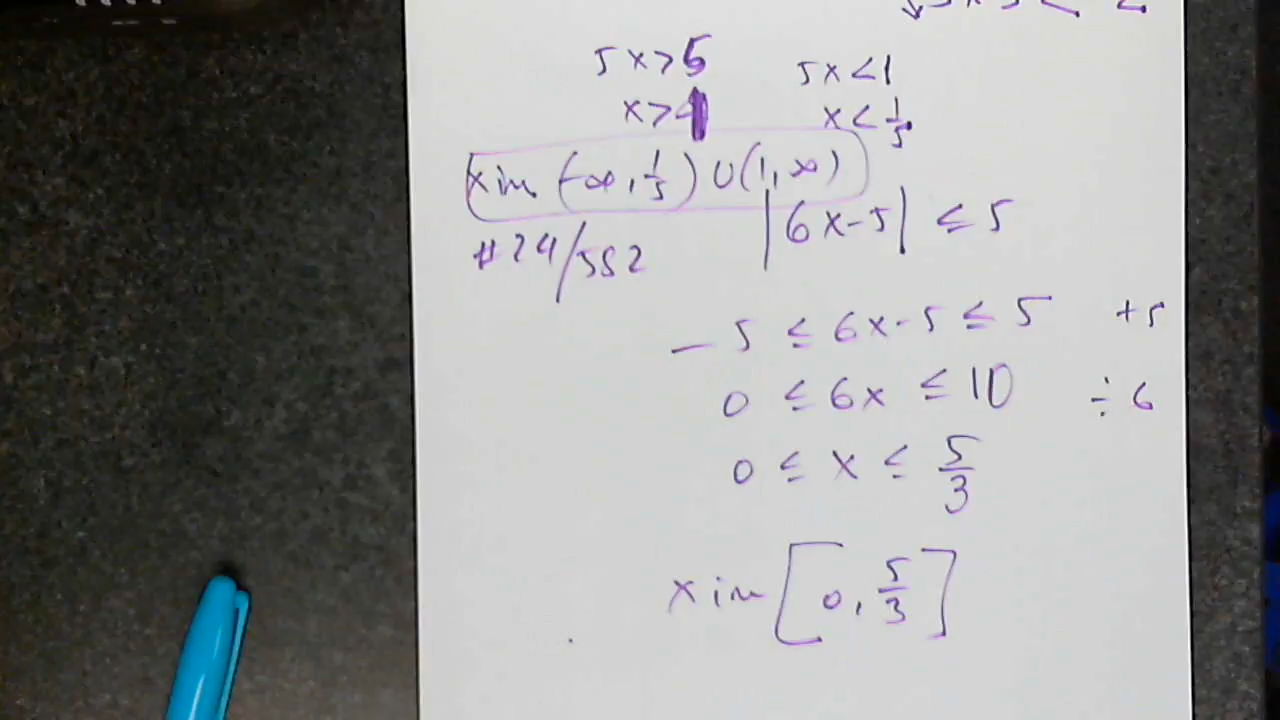 5x>5 5x<1
x>1 x<1/5
x in (-∞, 1/5) ∪ (1, ∞)
#24/552 |6x-5| ≤ 5
-5 ≤ 6x-5 ≤ 5 +5
0 ≤ 6x ≤ 10 ÷6
0 ≤ x ≤ 5/3
x in [0, 5/3]